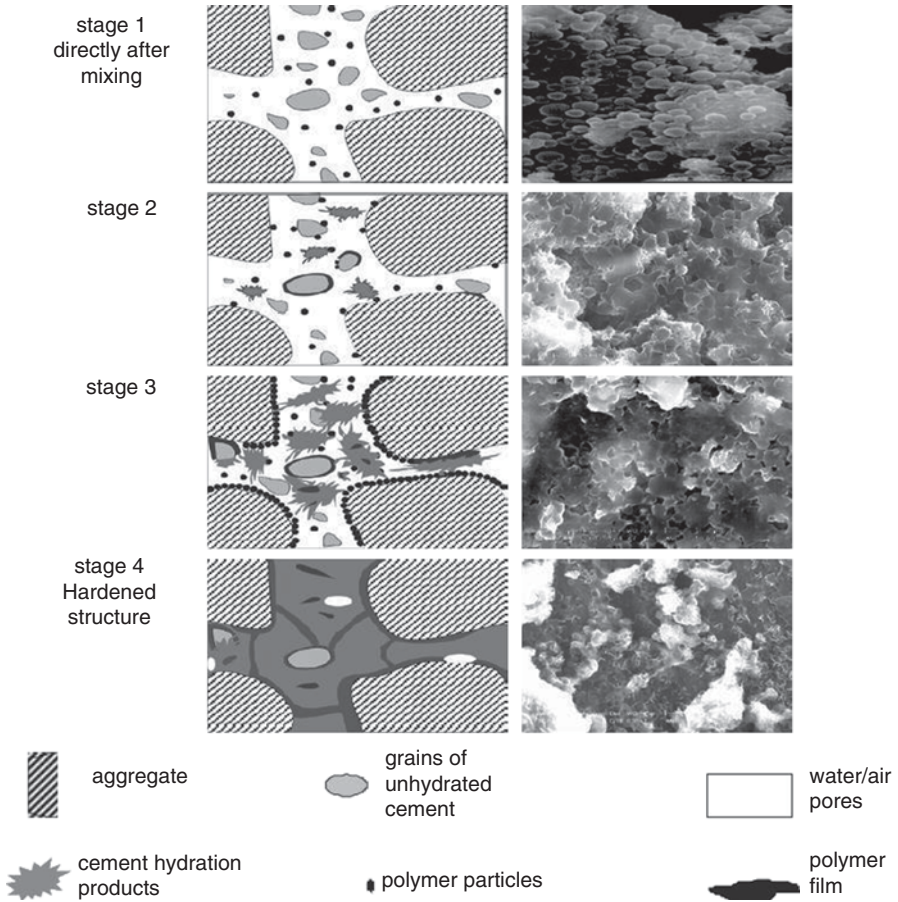 stage 1
directly after
mixing
stage 2
stage 3
stage 4
Hardened
structure
aggregate
grains of
unhydrated
cement
water/air
pores
cement hydration
products
polymer particles
polymer
film